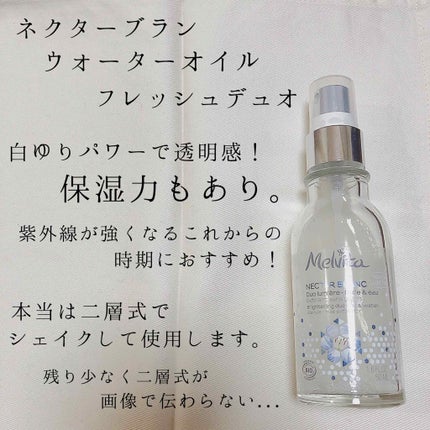 ネクターブラン
ウォーターオイル
フレッシュデュオ
白ゆりパワーで透明感！
保湿力もあり。
紫外線が強くなるこれからの
時期におすすめ！
本当は二層式で
シェイクして使用します。
残り少なく二層式が
画像で伝わらない...
Melvita
NECTAR BLANC